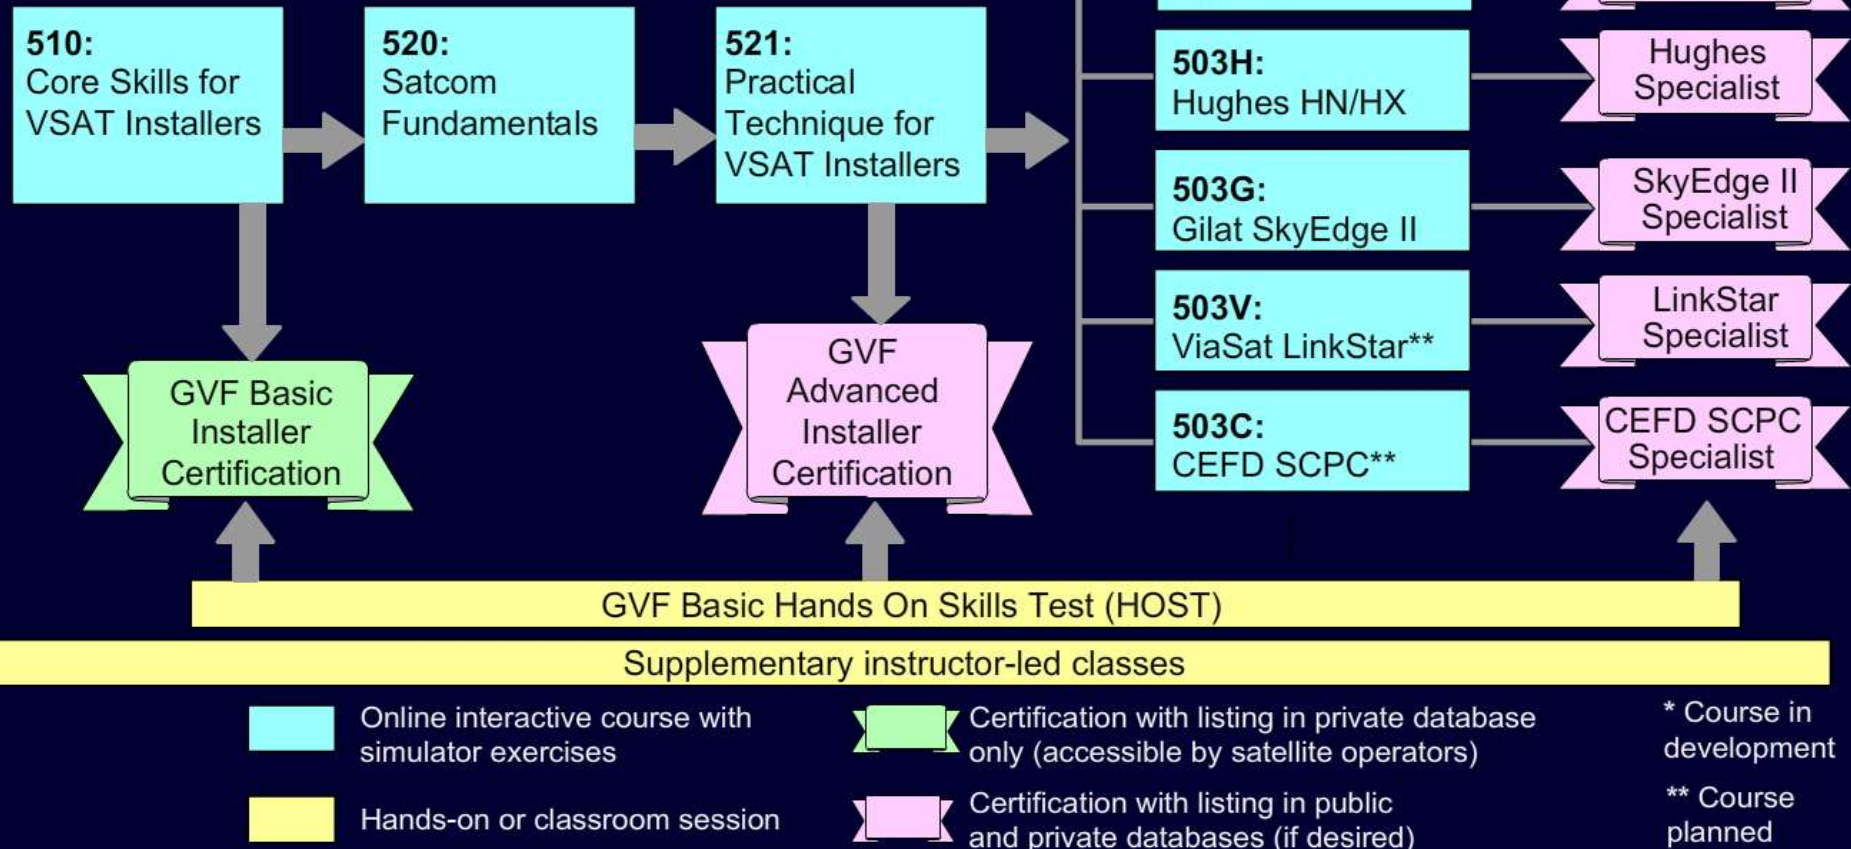 510:
Core Skills for
VSAT Installers
520:
Satcom
Fundamentals
521:
Practical
Technique for
VSAT Installers
503H:
Hughes HN/HX
Hughes
Specialist
503G:
Gilat SkyEdge II
SkyEdge II
Specialist
503V:
ViaSat LinkStar**
LinkStar
Specialist
503C:
CEFD SCPC**
CEFD SCPC
Specialist
GVF Basic
Installer
Certification
GVF
Advanced
Installer
Certification
GVF Basic Hands On Skills Test (HOST)
Supplementary instructor-led classes
Online interactive course with
simulator exercises
Hands-on or classroom session
Certification with listing in private database
only (accessible by satellite operators)
Certification with listing in public
and private databases (if desired)
* Course in
development
** Course
planned